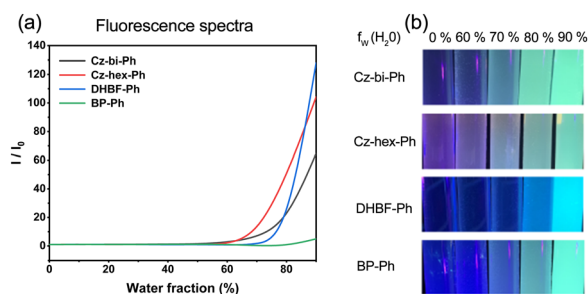 (a)
Fluorescence spectra
140
120
100
80
60
40
20
0
I / I0
Cz-bi-Ph
Cz-hex-Ph
DHBF-Ph
BP-Ph
0
20
40
60
80
Water fraction (%)
(b)
fw(H20)
0 % 60 % 70 % 80 % 90 %
Cz-bi-Ph
Cz-hex-Ph
DHBF-Ph
BP-Ph